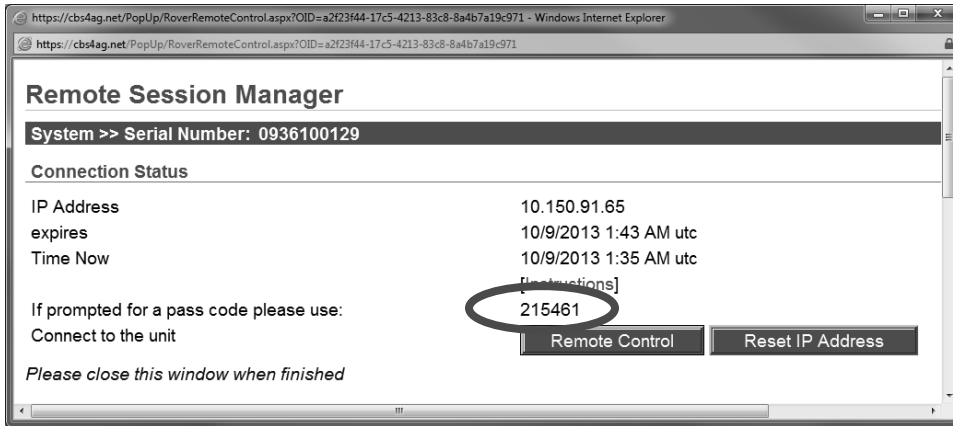 https://cbs4ag.net/PopUp/RoverRemoteControl.aspx?OID=a2f23f44-17c5-4213-83c8-8a4b7a19c971 - Windows Internet Explorer
https://cbs4ag.net/PopUp/RoverRemoteControl.aspx?OID=a2f23f44-17c5-4213-83c8-8a4b7a19c971
Remote Session Manager
System >> Serial Number: 0936100129
Connection Status
IP Address 10.150.91.65
expires 10/9/2013 1:43 AM utc
Time Now 10/9/2013 1:35 AM utc
[Instructions]
If prompted for a pass code please use: 215461
Connect to the unit Remote Control Reset IP Address
Please close this window when finished